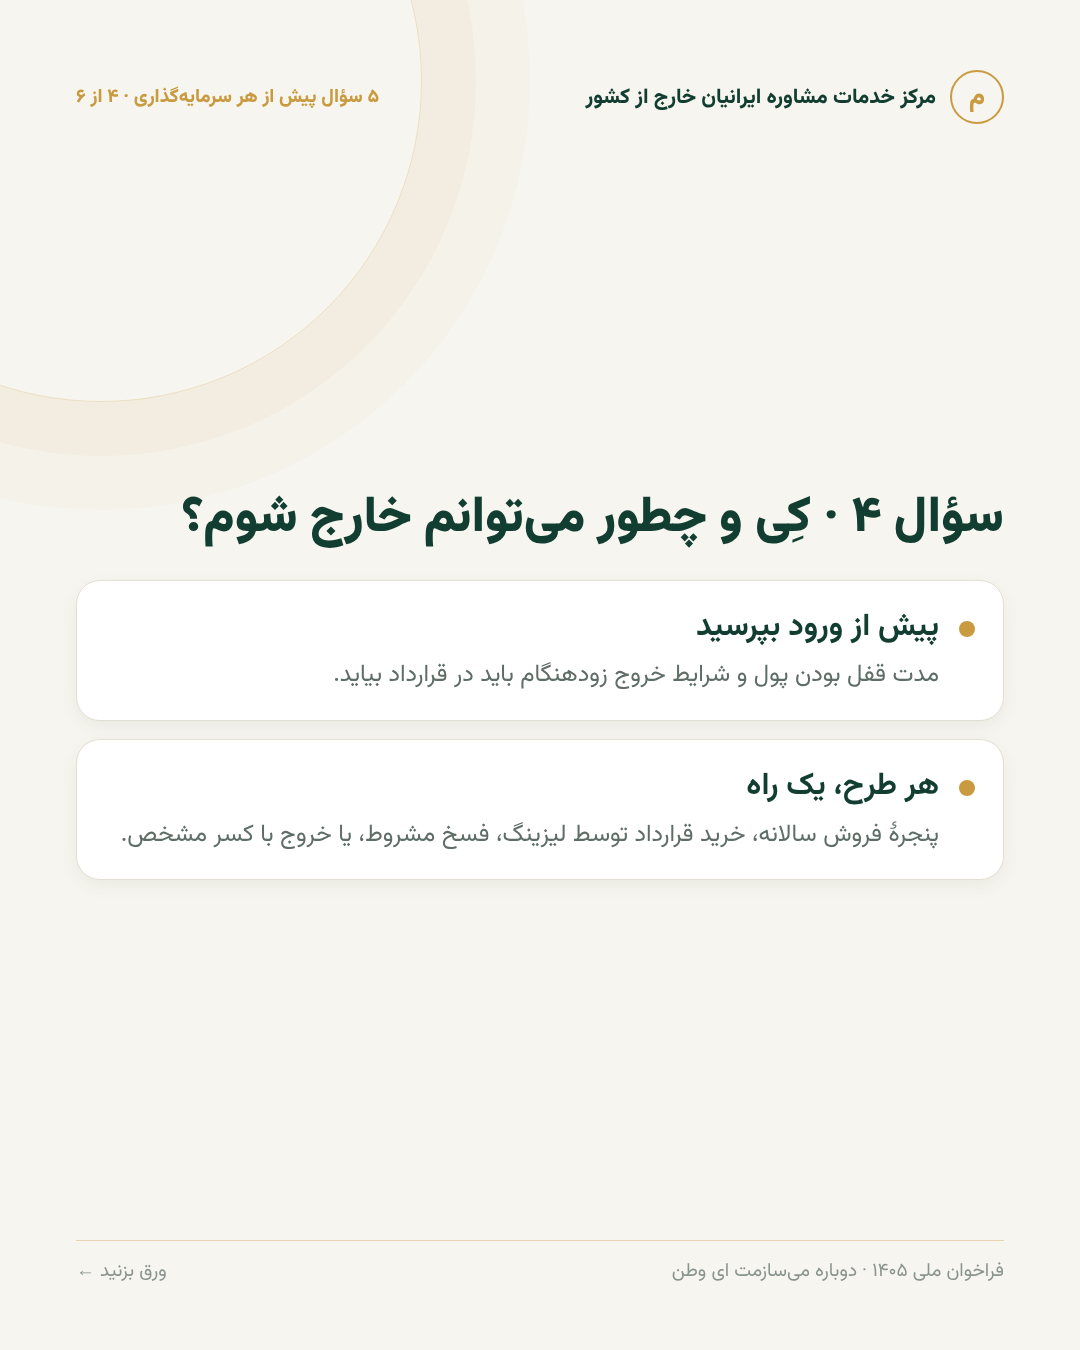 م
مرکز خدمات مشاوره ایرانیان خارج از کشور
۵ سؤال پیش از هر سرمایه‌گذاری · ۴ از ۶
سؤال ۴ · کِی و چطور می‌توانم خارج شوم؟
پیش از ورود بپرسید
مدت قفل بودن پول و شرایط خروج زودهنگام باید در قرارداد بیاید.
هر طرح، یک راه
پنجرهٔ فروش سالانه، خرید قرارداد توسط لیزینگ، فسخ مشروط، یا خروج با کسر مشخص.
فراخوان ملی ۱۴۰۵ · دوباره می‌سازمت ای وطن
ورق بزنید ←